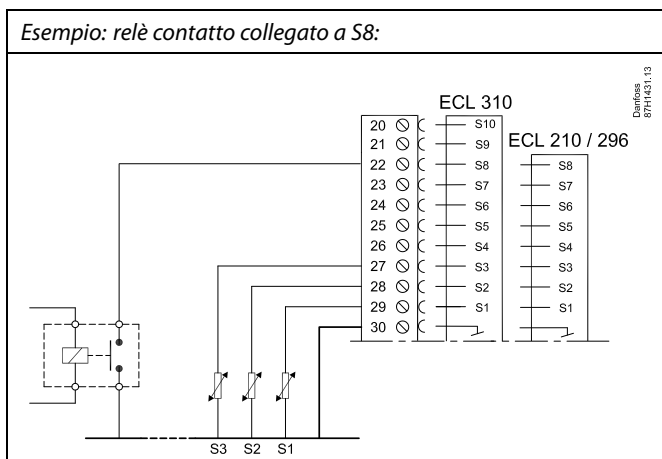 Esempio: relè contatto collegato a S8:
Danfoss
87H1431.13
ECL 310
ECL 210 / 296
20 S10
21 S9
22 S8 S8
23 S7 S7
24 S6 S6
25 S5 S5
26 S4 S4
27 S3 S3
28 S2 S2
29 S1 S1
30
S3 S2 S1